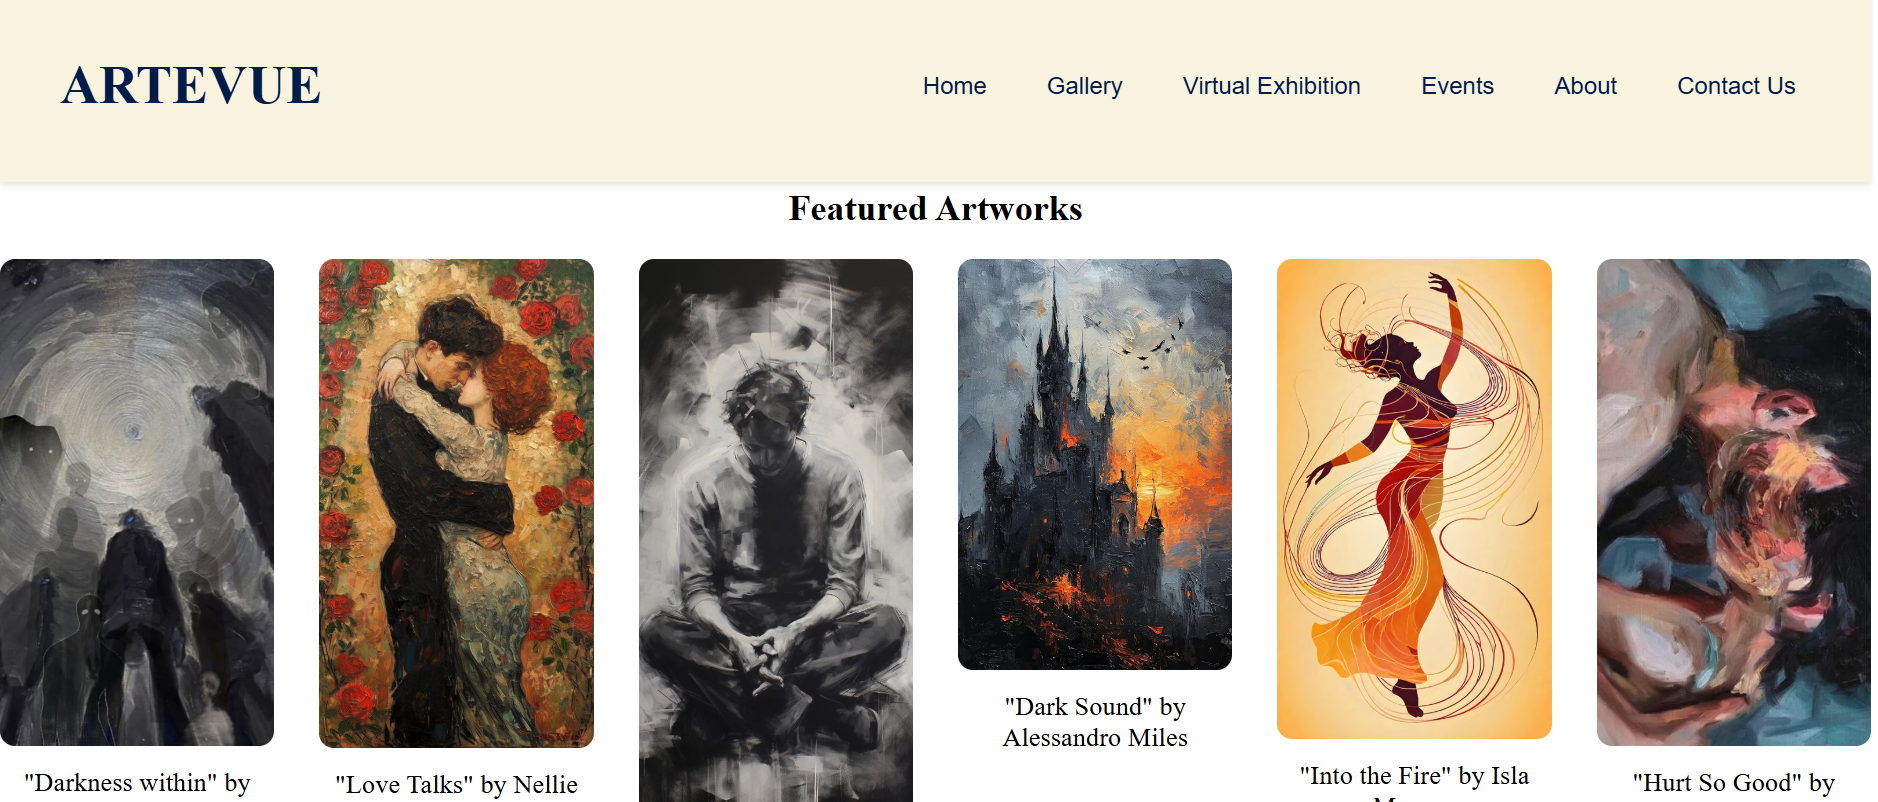 ARTEVUE
Home
Gallery
Virtual Exhibition
Events
About
Contact Us
Featured Artworks
"Darkness within" by
"Love Talks" by Nellie
"Dark Sound" by
Alessandro Miles
"Into the Fire" by Isla
"Hurt So Good" by